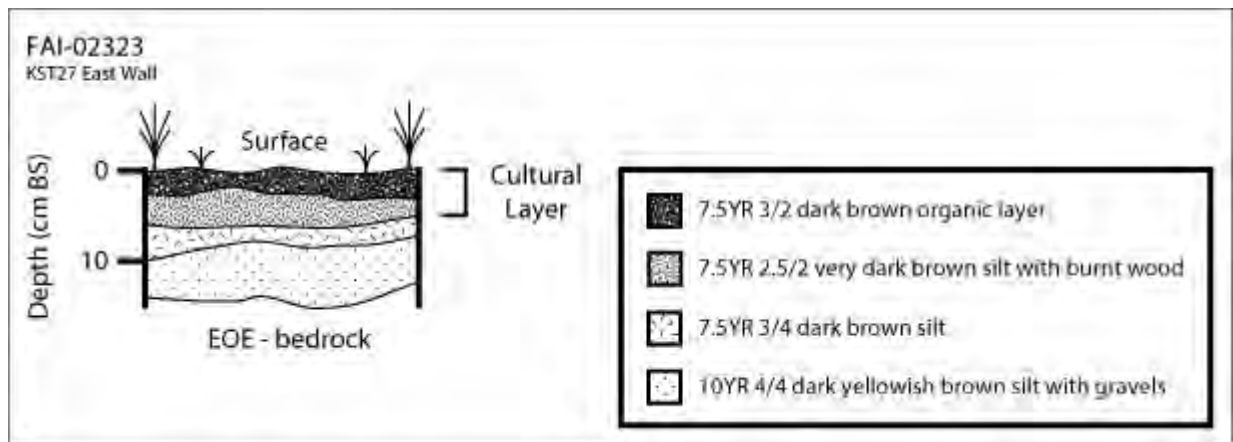 FAI-02323
KST27 East Wall
Surface
0
Cultural
Layer
Depth (cm BS)
10
EOE - bedrock
7.5YR 3/2 dark brown organic layer
7.5YR 2.5/2 very dark brown silt with burnt wood
7.5YR 3/4 dark brown silt
10YR 4/4 dark yellowish brown silt with gravels